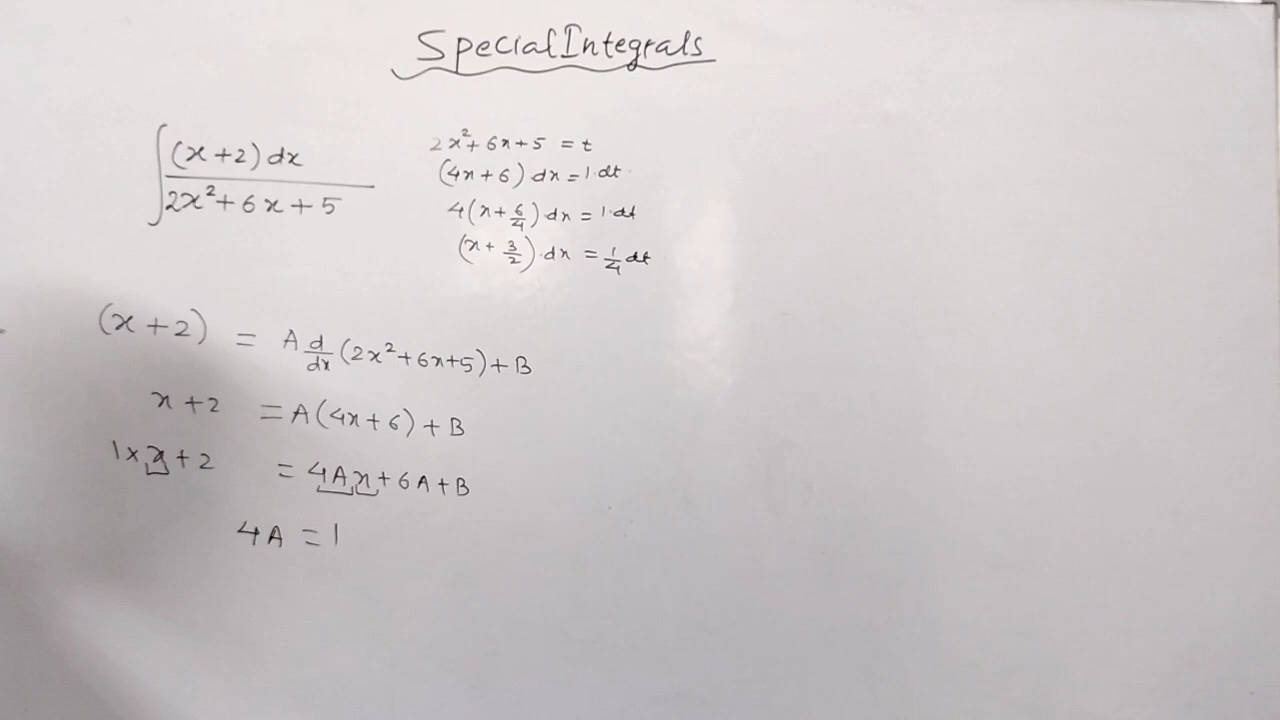 Special Integrals
∫ (x+2) dx / 2x²+6x+5
2x²+6x+5 = t
(4x+6) dx = 1·dt
4(x+6/4)·dx = 1·dt
(x+3/2)·dx = 1/4 dt
(x+2) = A d/dx (2x²+6x+5)+B
x+2 = A(4x+6)+B
1×x+2 = 4Ax+6A+B
4A = 1